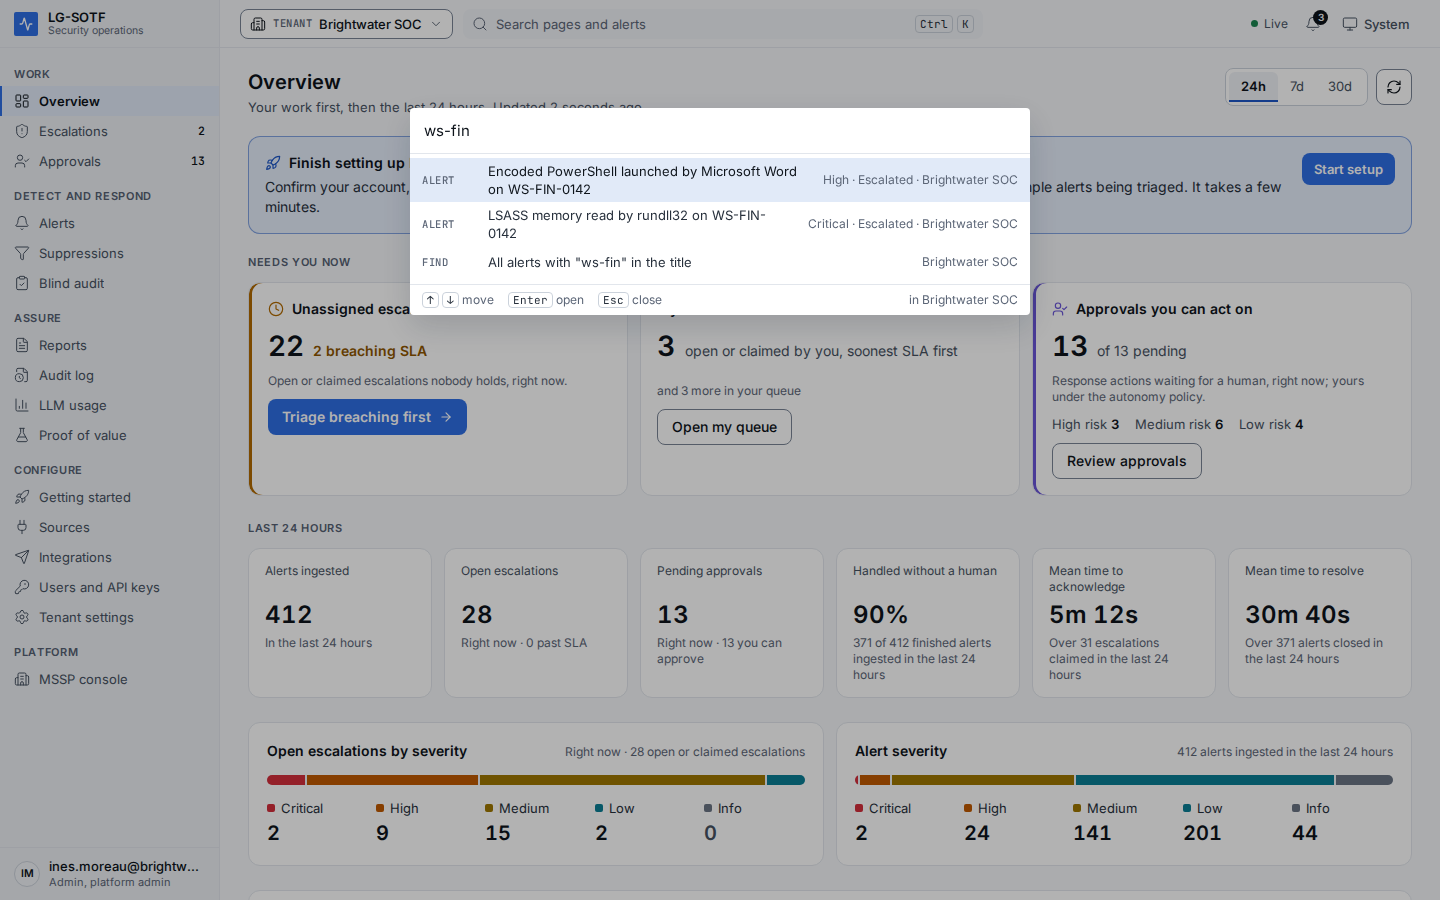 LG-SOTF
Security operations
TENANT Brightwater SOC
Search pages and alerts
Ctrl K
Live
3
System
WORK
Overview
Escalations 2
Approvals 13
DETECT AND RESPOND
Alerts
Suppressions
Blind audit
ASSURE
Reports
Audit log
LLM usage
Proof of value
CONFIGURE
Getting started
Sources
Integrations
Users and API keys
Tenant settings
PLATFORM
MSSP console
IM
ines.moreau@brightw...
Admin, platform admin
Overview
Your work first, then the last 24 hours. Updated 2 seconds ago
24h 7d 30d
Finish setting up
Confirm your account,
ple alerts being triaged. It takes a few
minutes.
Start setup
ws-fin
ALERT Encoded PowerShell launched by Microsoft Word
on WS-FIN-0142
High · Escalated · Brightwater SOC
ALERT LSASS memory read by rundll32 on WS-FIN-
0142
Critical · Escalated · Brightwater SOC
FIND All alerts with "ws-fin" in the title Brightwater SOC
↑ ↓ move Enter open Esc close in Brightwater SOC
NEEDS YOU NOW
Unassigned esca
22 2 breaching SLA
Open or claimed escalations nobody holds, right now.
Triage breaching first →
3 open or claimed by you, soonest SLA first
and 3 more in your queue
Open my queue
Approvals you can act on
13 of 13 pending
Response actions waiting for a human, right now; yours
under the autonomy policy.
High risk 3 Medium risk 6 Low risk 4
Review approvals
LAST 24 HOURS
Alerts ingested
412
In the last 24 hours
Open escalations
28
Right now · 0 past SLA
Pending approvals
13
Right now · 13 you can
approve
Handled without a human
90%
371 of 412 finished alerts
ingested in the last 24
hours
Mean time to
acknowledge
5m 12s
Over 31 escalations
claimed in the last 24
hours
Mean time to resolve
30m 40s
Over 371 alerts closed in
the last 24 hours
Open escalations by severity
Right now · 28 open or claimed escalations
Critical High Medium Low Info
2 9 15 2 0
Alert severity
412 alerts ingested in the last 24 hours
Critical High Medium Low Info
2 24 141 201 44